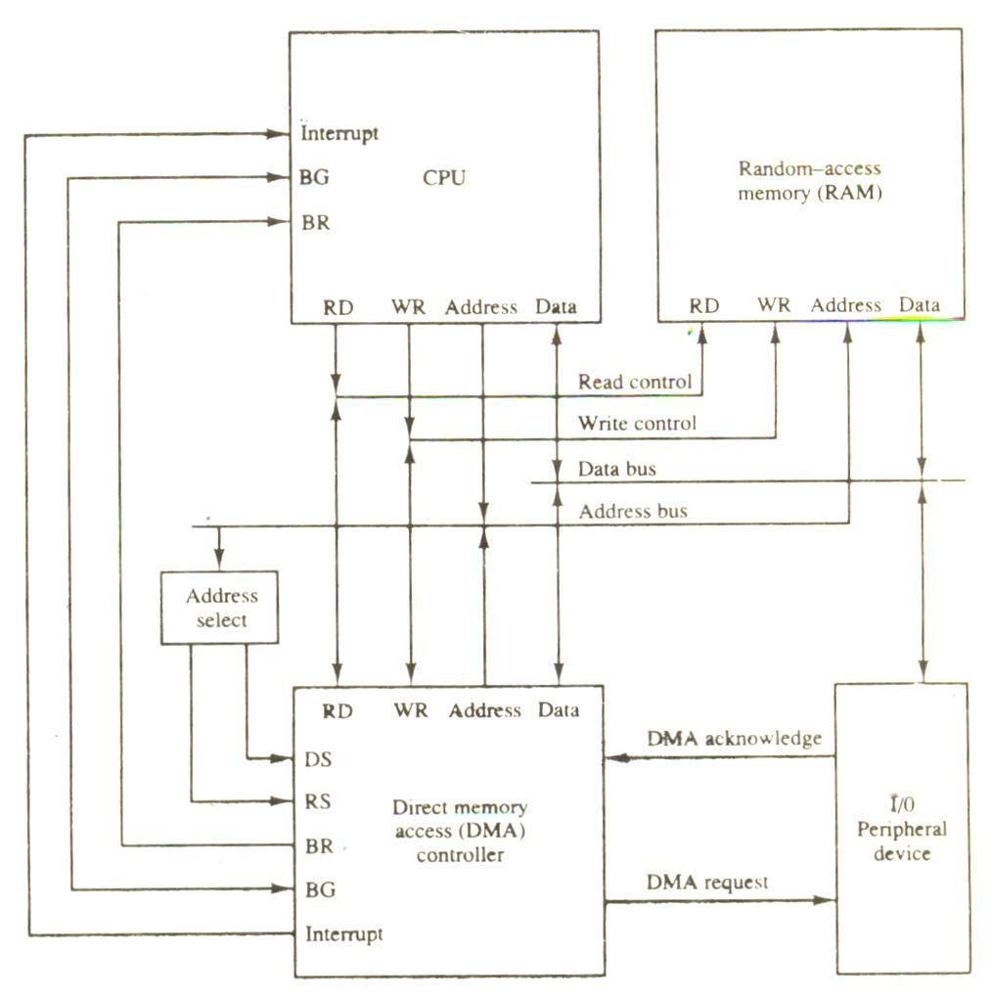 Interrupt
BG
CPU
BR
RD
WR
Address
Data
Random-access
memory (RAM)
RD
WR
Address
Data
Read control
Write control
Data bus
Address bus
Address
select
RD
WR
Address
Data
DS
RS
BR
BG
Interrupt
Direct memory
access (DMA)
controller
DMA acknowledge
DMA request
I/O
Peripheral
device